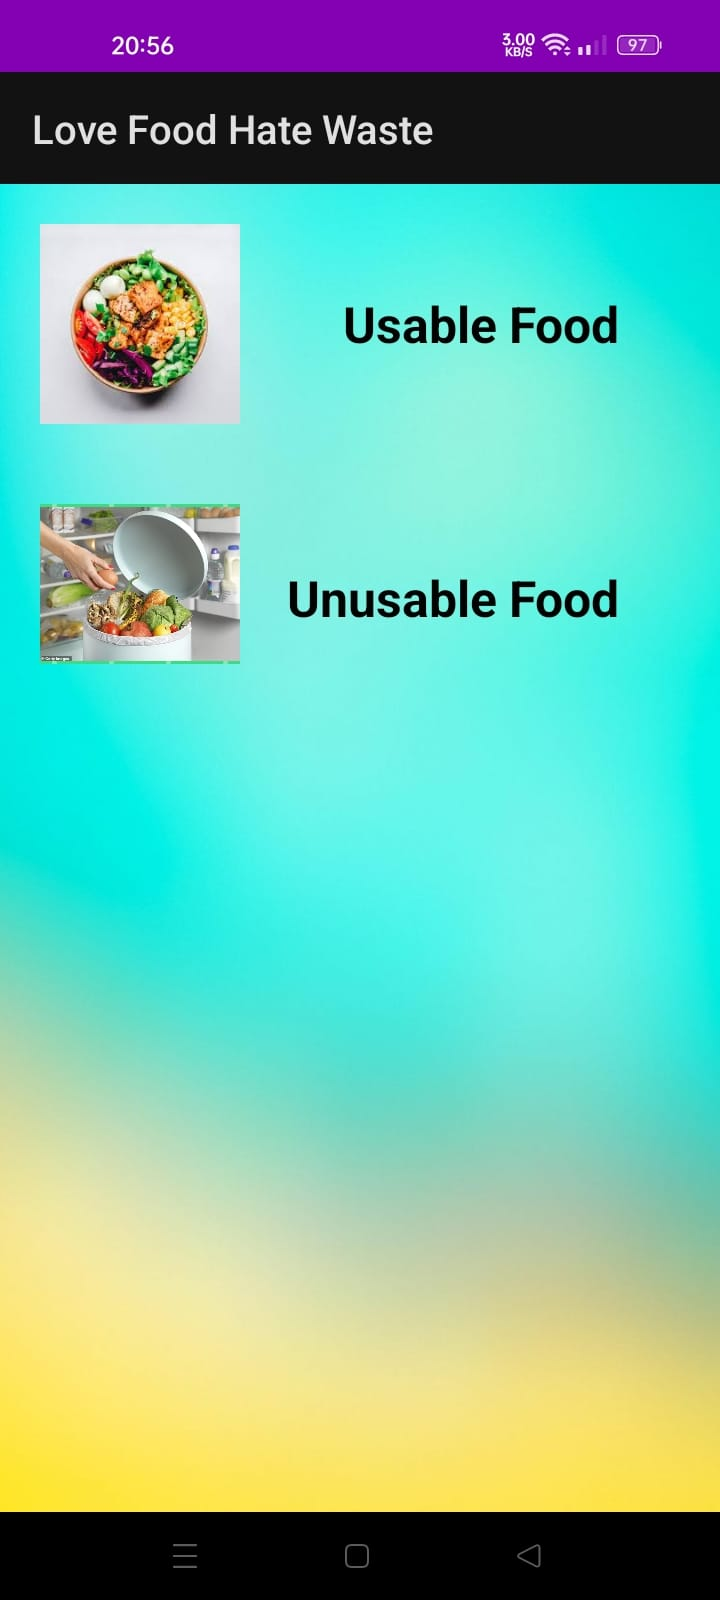 20:56
3.00
KB/S
97
Love Food Hate Waste
Usable Food
Unusable Food